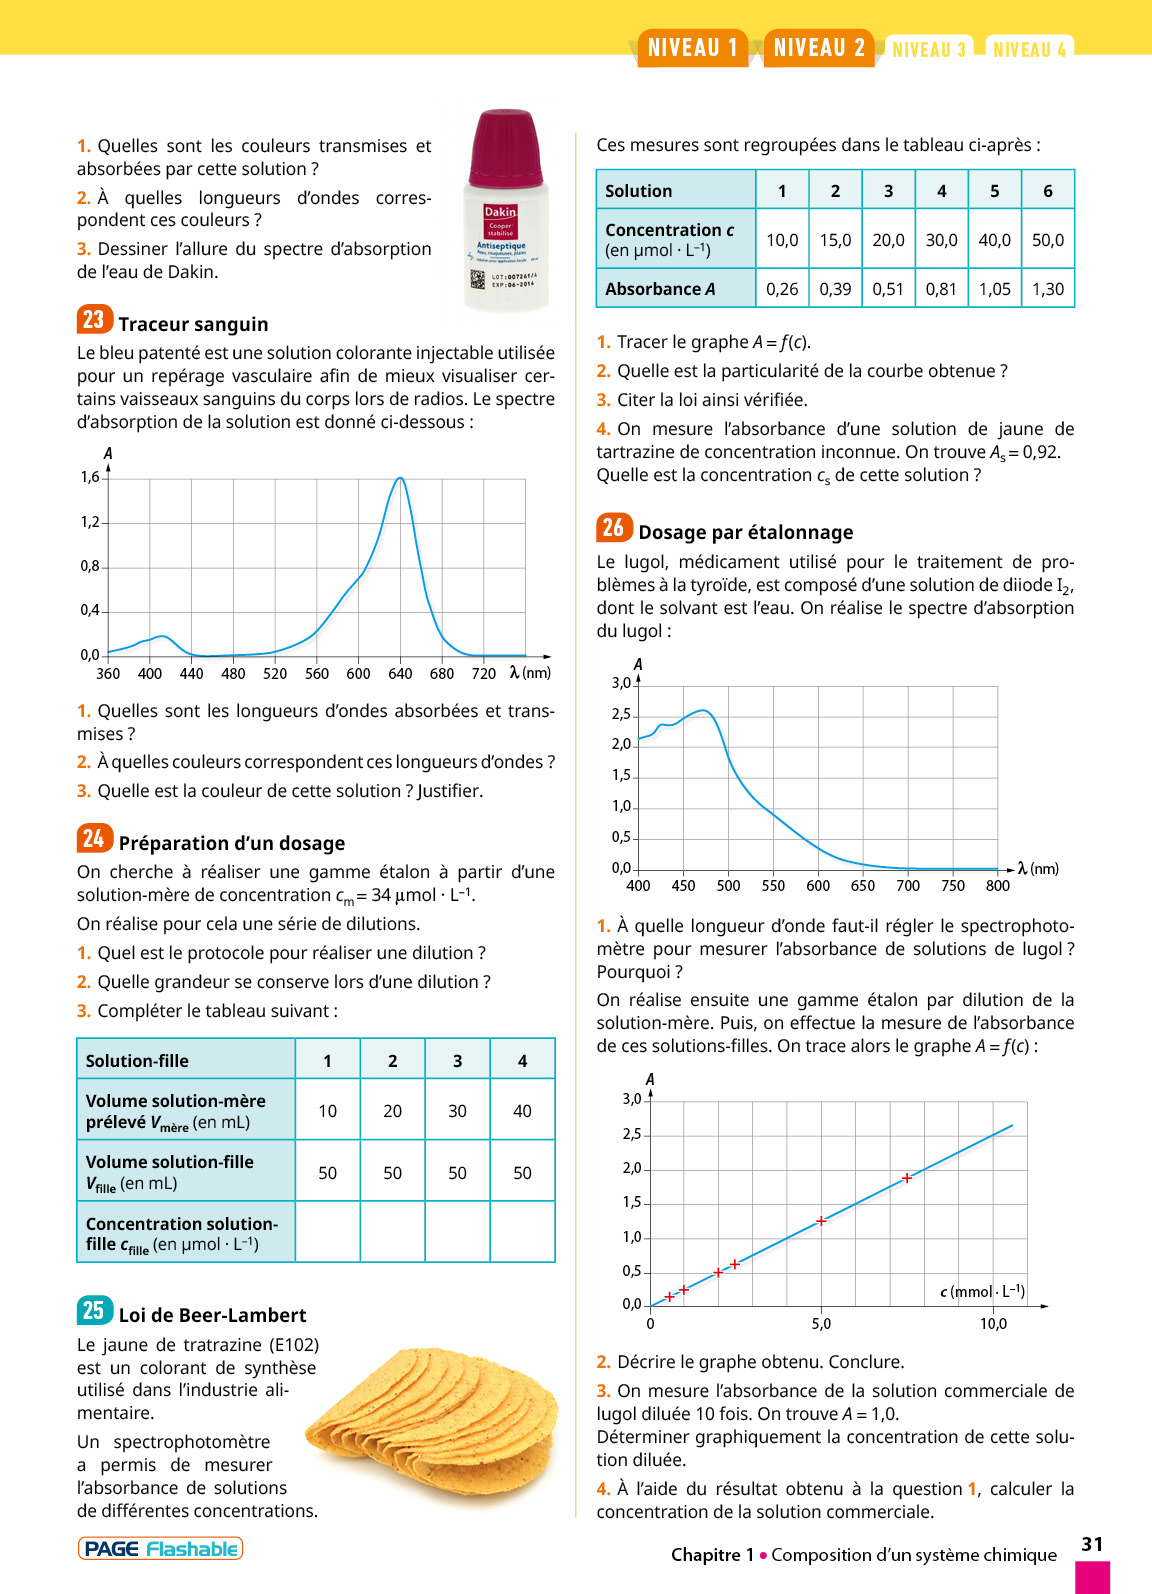 NIVEAU 1 NIVEAU 2 NIVEAU 3 NIVEAU 4
1. Quelles sont les couleurs transmises et
absorbées par cette solution ?
2. À quelles longueurs d'ondes corres-
pondent ces couleurs ?
3. Dessiner l'allure du spectre d'absorption
de l'eau de Dakin.
Dakin
Cooper
stabilisé
Antiseptique
LOT:007261/A
EXP:06-2014
23 Traceur sanguin
Le bleu patenté est une solution colorante injectable utilisée
pour un repérage vasculaire afin de mieux visualiser cer-
tains vaisseaux sanguins du corps lors de radios. Le spectre
d'absorption de la solution est donné ci-dessous :
A
1,6
1,2
0,8
0,4
0,0
360 400 440 480 520 560 600 640 680 720 λ (nm)
1. Quelles sont les longueurs d'ondes absorbées et trans-
mises ?
2. À quelles couleurs correspondent ces longueurs d'ondes ?
3. Quelle est la couleur de cette solution ? Justifier.
24 Préparation d'un dosage
On cherche à réaliser une gamme étalon à partir d'une
solution-mère de concentration cm = 34 μmol · L–1.
On réalise pour cela une série de dilutions.
1. Quel est le protocole pour réaliser une dilution ?
2. Quelle grandeur se conserve lors d'une dilution ?
3. Compléter le tableau suivant :
Solution-fille 1 2 3 4
Volume solution-mère
prélevé Vmère (en mL) 10 20 30 40
Volume solution-fille
Vfille (en mL) 50 50 50 50
Concentration solution-
fille cfille (en μmol · L–1)
25 Loi de Beer-Lambert
Le jaune de tratrazine (E102)
est un colorant de synthèse
utilisé dans l'industrie ali-
mentaire.
Un spectrophotomètre
a permis de mesurer
l'absorbance de solutions
de différentes concentrations.
Ces mesures sont regroupées dans le tableau ci-après :
Solution 1 2 3 4 5 6
Concentration c
(en μmol · L–1) 10,0 15,0 20,0 30,0 40,0 50,0
Absorbance A 0,26 0,39 0,51 0,81 1,05 1,30
1. Tracer le graphe A = f(c).
2. Quelle est la particularité de la courbe obtenue ?
3. Citer la loi ainsi vérifiée.
4. On mesure l'absorbance d'une solution de jaune de
tartrazine de concentration inconnue. On trouve As = 0,92.
Quelle est la concentration cs de cette solution ?
26 Dosage par étalonnage
Le lugol, médicament utilisé pour le traitement de pro-
blèmes à la tyroïde, est composé d'une solution de diiode I2,
dont le solvant est l'eau. On réalise le spectre d'absorption
du lugol :
A
3,0
2,5
2,0
1,5
1,0
0,5
0,0
400 450 500 550 600 650 700 750 800 λ (nm)
1. À quelle longueur d'onde faut-il régler le spectrophoto-
mètre pour mesurer l'absorbance de solutions de lugol ?
Pourquoi ?
On réalise ensuite une gamme étalon par dilution de la
solution-mère. Puis, on effectue la mesure de l'absorbance
de ces solutions-filles. On trace alors le graphe A = f(c) :
A
3,0
2,5
2,0
1,5
1,0
0,5
0,0
c (mmol · L–1)
0 5,0 10,0
2. Décrire le graphe obtenu. Conclure.
3. On mesure l'absorbance de la solution commerciale de
lugol diluée 10 fois. On trouve A = 1,0.
Déterminer graphiquement la concentration de cette solu-
tion diluée.
4. À l'aide du résultat obtenu à la question 1, calculer la
concentration de la solution commerciale.
PAGE Flashable
Chapitre 1 • Composition d'un système chimique 31